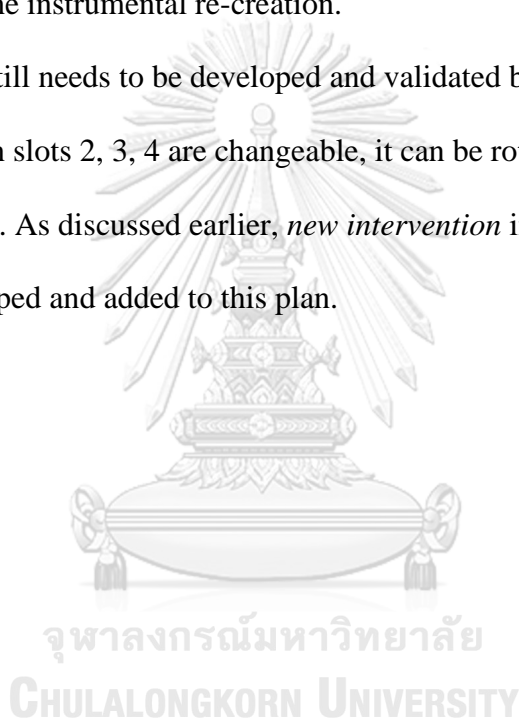 ne instrumental re-creation.
till needs to be developed and validated b
n slots 2, 3, 4 are changeable, it can be ro
. As discussed earlier, new intervention i
ped and added to this plan.
จุฬาลงกรณ์มหาวิทยาลัย
CHULALONGKORN UNIVERSITY